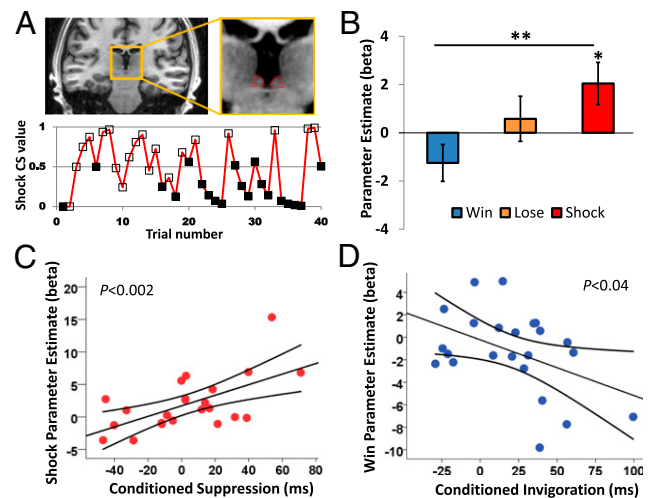 A
B
Shock CS value
1
0.5
0
0
10
20
30
40
Trial number
Parameter Estimate (beta)
4
2
0
-2
-4
**
*
Win
Lose
Shock
C
D
Shock Parameter Estimate (beta)
P<0.002
20
15
10
5
0
-5
-40
-20
0
20
40
60
80
Conditioned Suppression (ms)
Win Parameter Estimate (beta)
P<0.04
4
2
0
-2
-4
-6
-8
-10
-25
0
25
50
75
100
Conditioned Invigoration (ms)